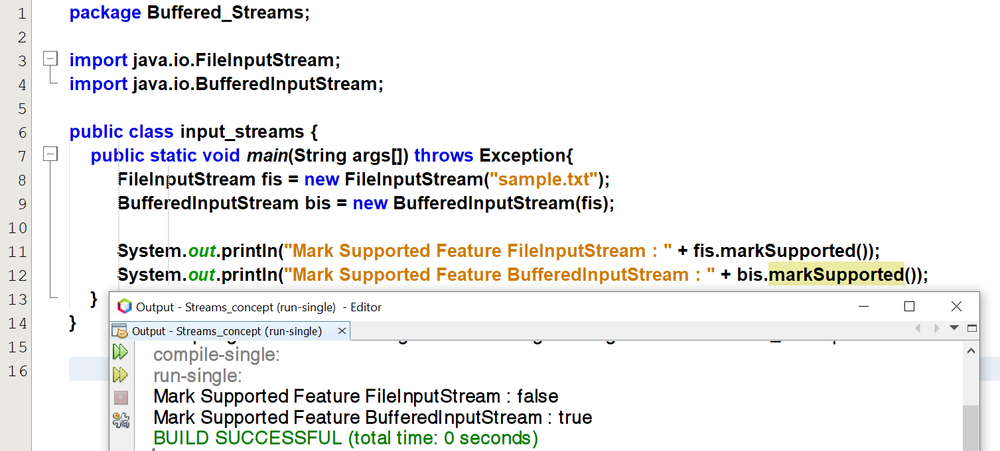 1 package Buffered_Streams;
2
3 import java.io.FileInputStream;
4 import java.io.BufferedInputStream;
5
6 public class input_streams {
7 public static void main(String args[]) throws Exception{
8 FileInputStream fis = new FileInputStream("sample.txt");
9 BufferedInputStream bis = new BufferedInputStream(fis);
10
11 System.out.println("Mark Supported Feature FileInputStream : " + fis.markSupported());
12 System.out.println("Mark Supported Feature BufferedInputStream : " + bis.markSupported());
13 }
14 }
15
16
Output - Streams_concept (run-single) - Editor
Output - Streams_concept (run-single)
compile-single:
run-single:
Mark Supported Feature FileInputStream : false
Mark Supported Feature BufferedInputStream : true
BUILD SUCCESSFUL (total time: 0 seconds)